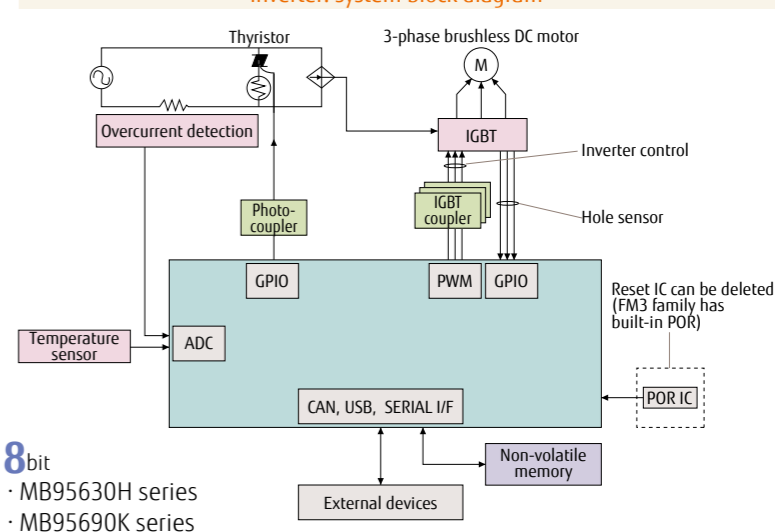 Inverter: system block diagram
Thyristor
3-phase brushless DC motor
M
Overcurrent detection
IGBT
Inverter control
Photo-
coupler
IGBT
coupler
Hole sensor
GPIO
PWM
GPIO
Reset IC can be deleted
(FM3 family has
built-in POR)
Temperature
sensor
ADC
POR IC
CAN, USB, SERIAL I/F
8bit
· MB95630H series
· MB95690K series
Non-volatile
memory
External devices